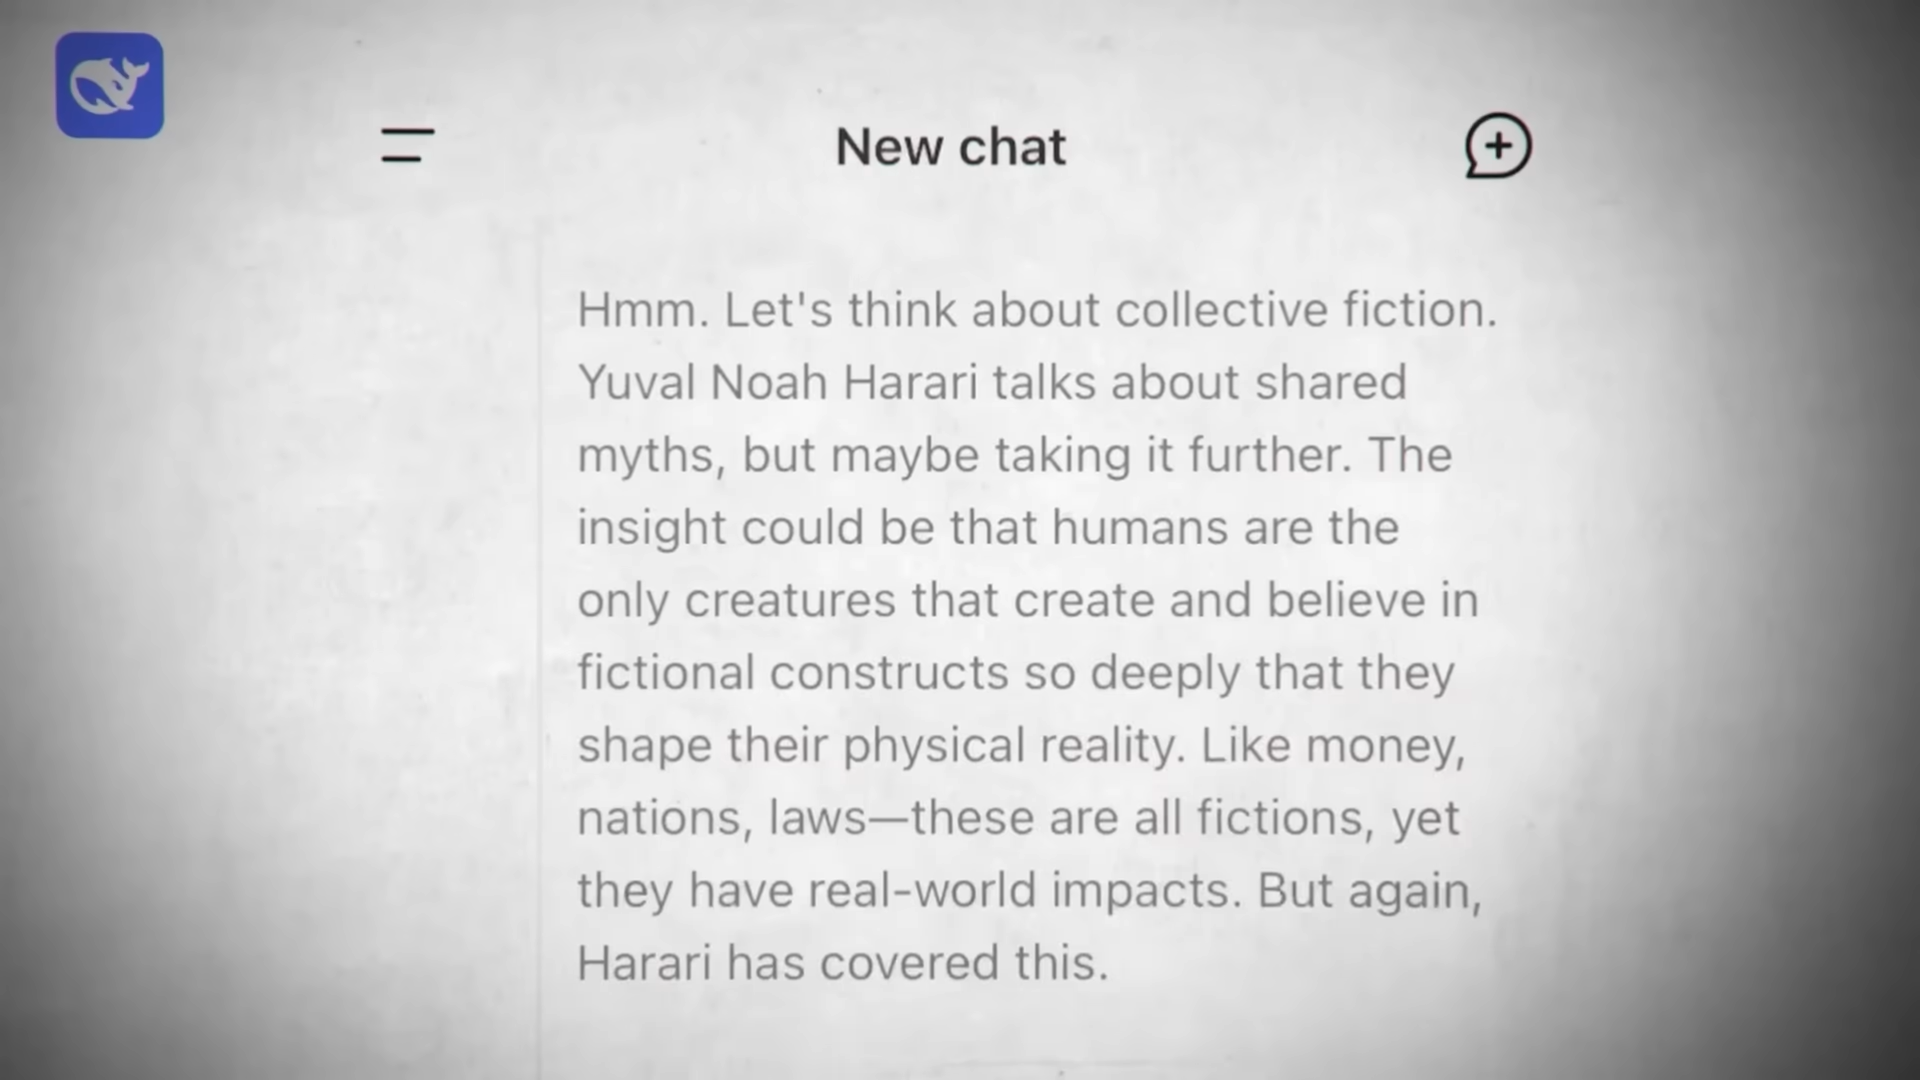 New chat
Hmm. Let's think about collective fiction.
Yuval Noah Harari talks about shared
myths, but maybe taking it further. The
insight could be that humans are the
only creatures that create and believe in
fictional constructs so deeply that they
shape their physical reality. Like money,
nations, laws—these are all fictions, yet
they have real-world impacts. But again,
Harari has covered this.